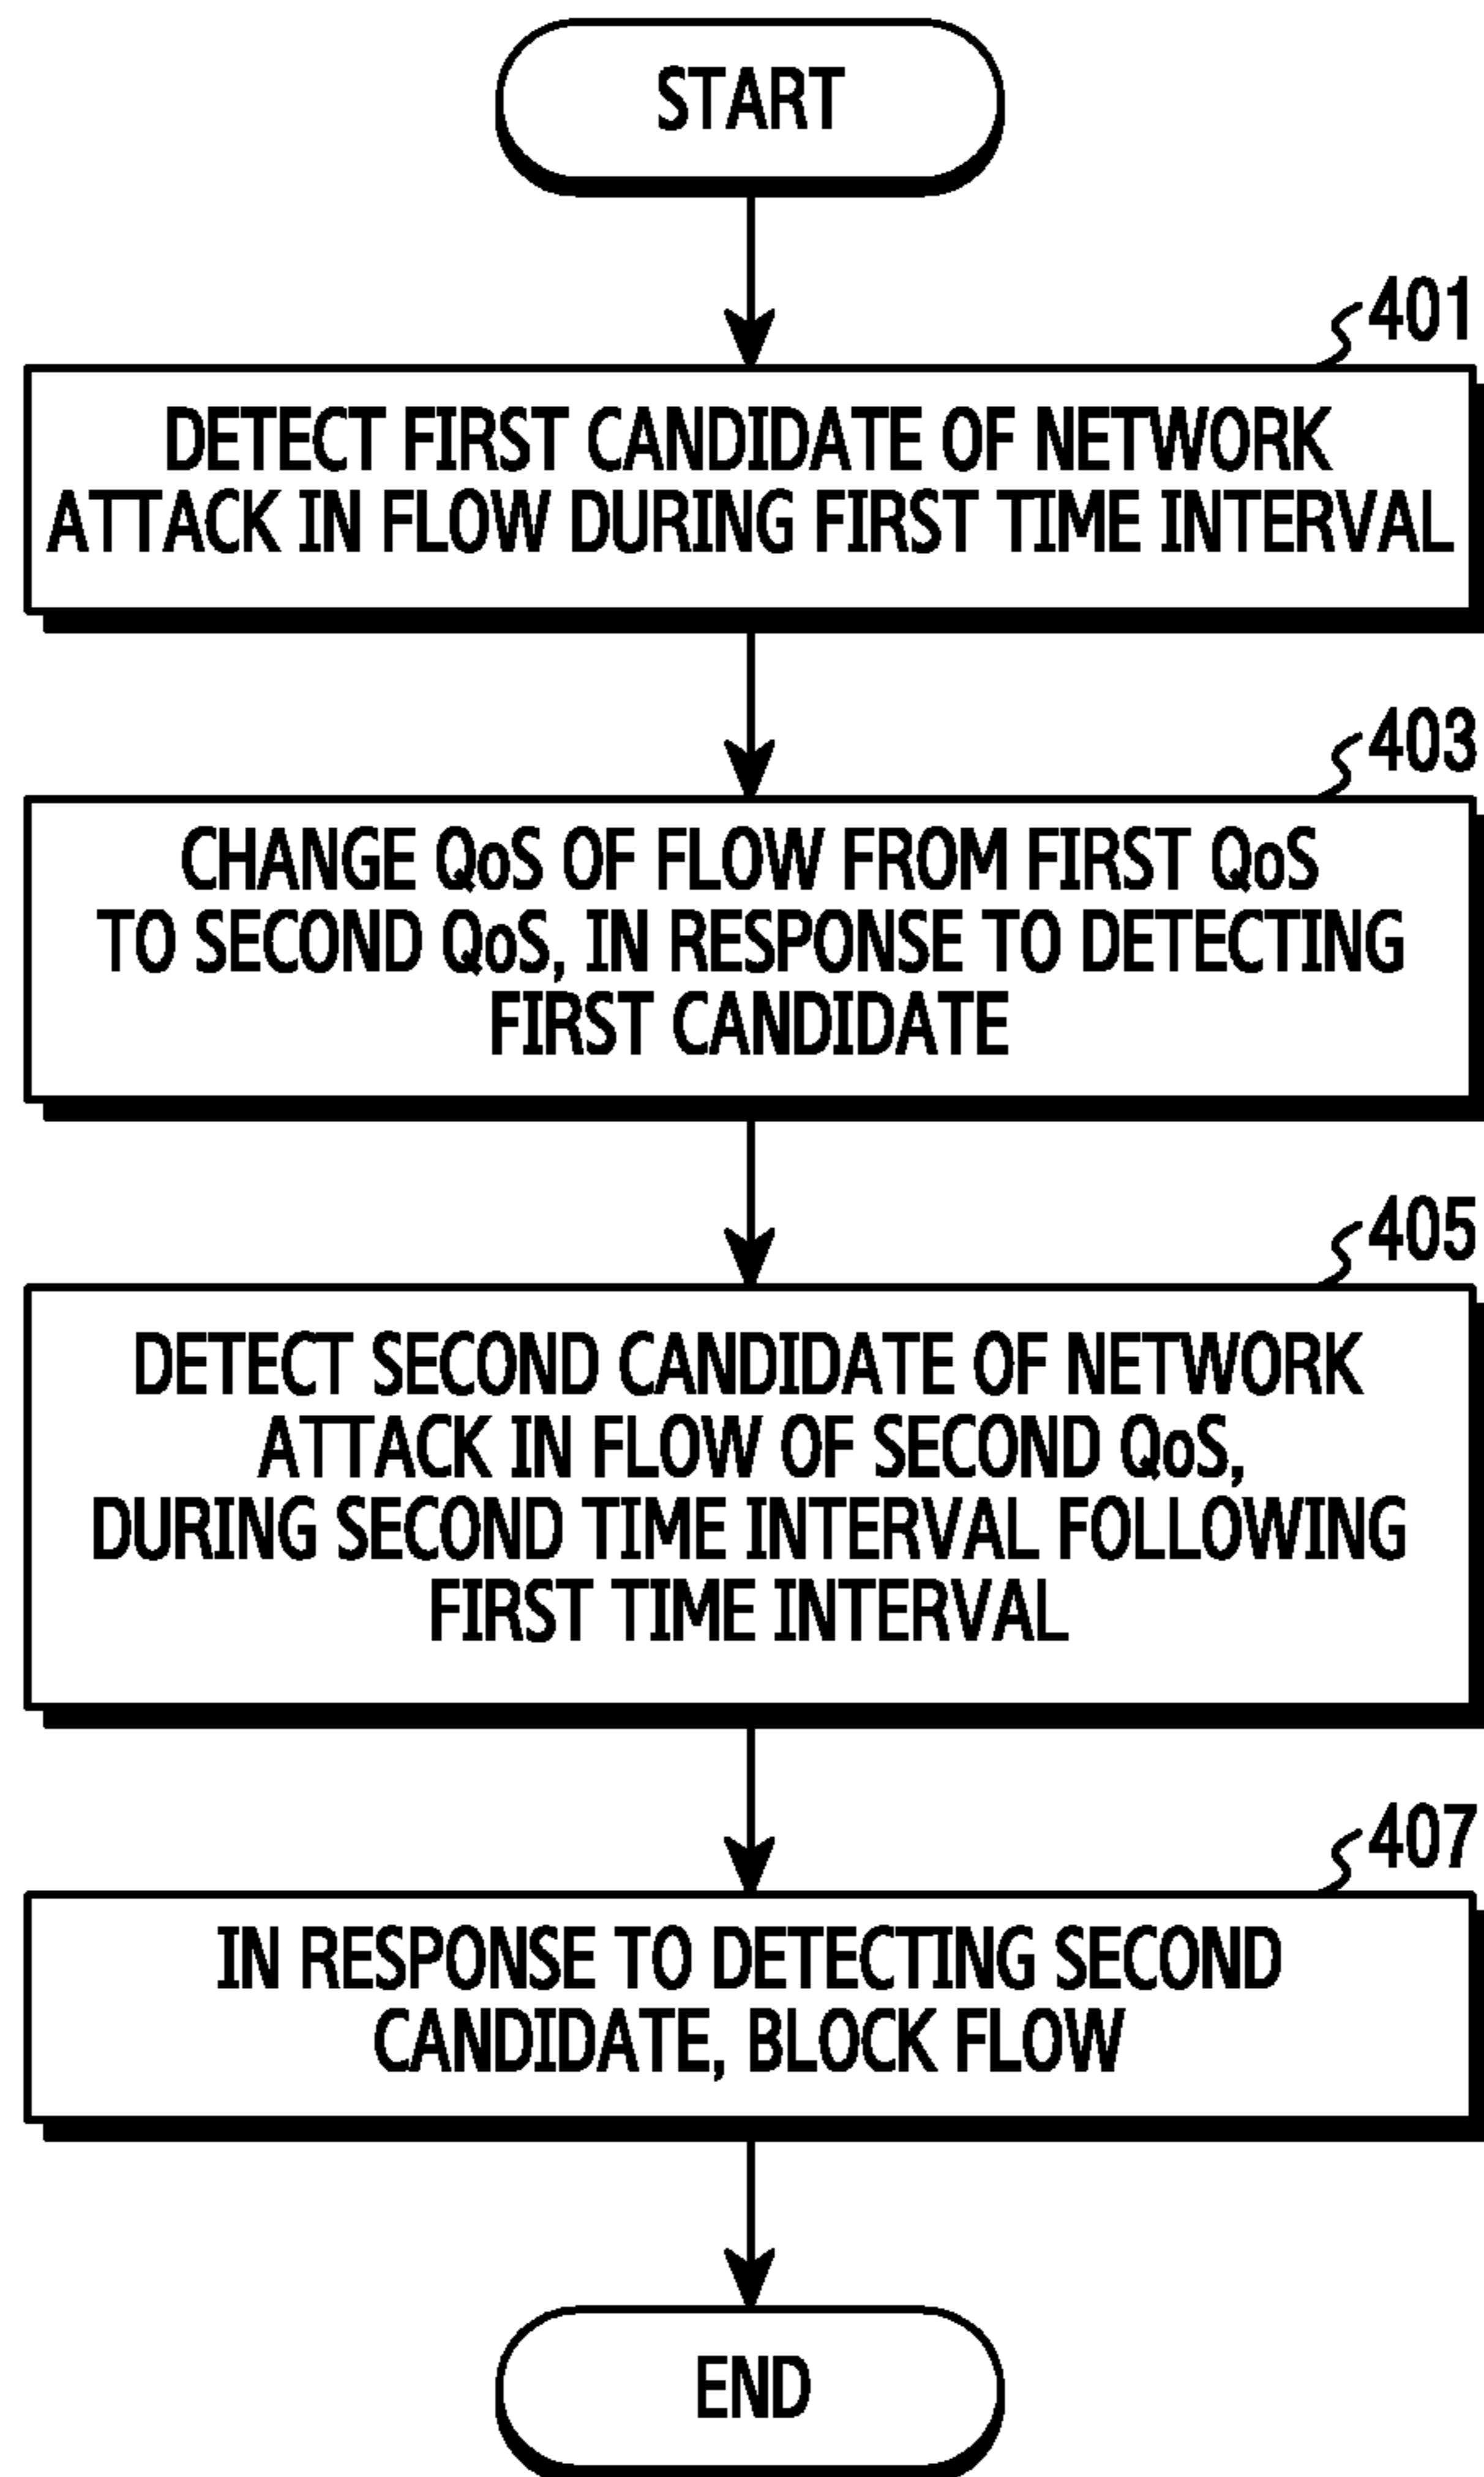 START
401
DETECT FIRST CANDIDATE OF NETWORK
ATTACK IN FLOW DURING FIRST TIME INTERVAL
403
CHANGE QoS OF FLOW FROM FIRST QoS
TO SECOND QoS, IN RESPONSE TO DETECTING
FIRST CANDIDATE
405
DETECT SECOND CANDIDATE OF NETWORK
ATTACK IN FLOW OF SECOND QoS,
DURING SECOND TIME INTERVAL FOLLOWING
FIRST TIME INTERVAL
407
IN RESPONSE TO DETECTING SECOND
CANDIDATE, BLOCK FLOW
END